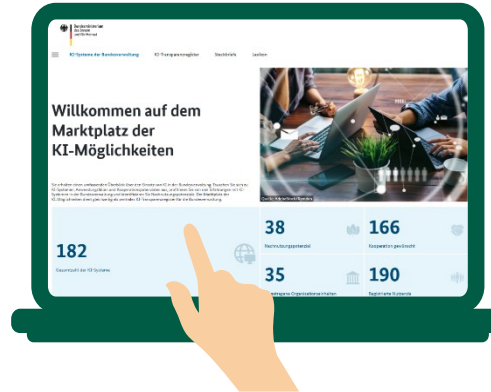 Bundesministerium
des Innern
und für Heimat
KI-Systeme der Bundesverwaltung KI-Transparenzregister Steckbriefe Lexikon
Willkommen auf dem
Marktplatz der
KI-Möglichkeiten
182
Gesamtzahl der KI-Systeme
38
Nachnutzungspotenzial
166
Kooperation gewünscht
35
Organisationseinheiten
190
Registrierte Nutzende